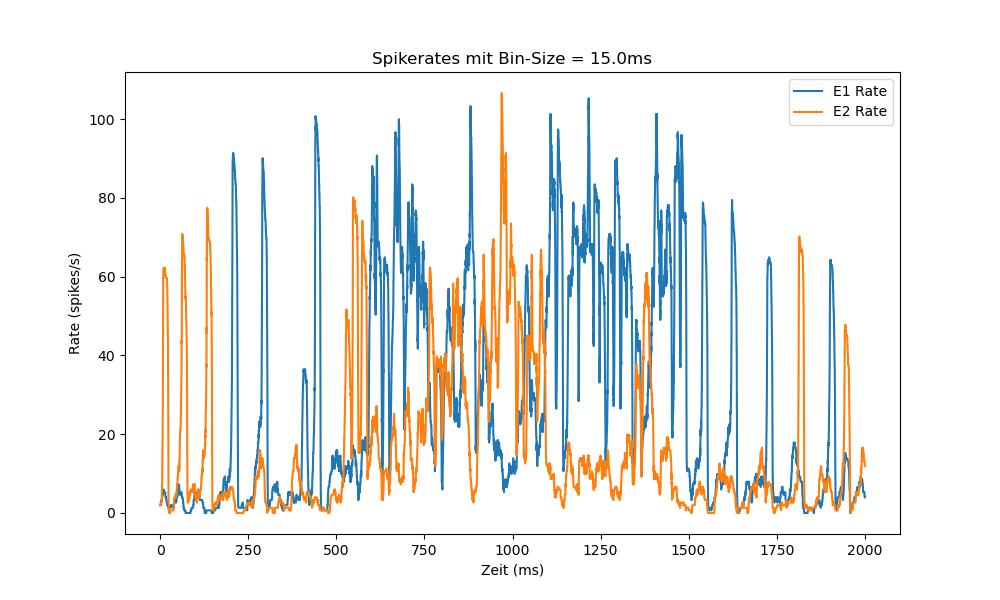 Spikerates mit Bin-Size = 15.0ms
E1 Rate
E2 Rate
Rate (spikes/s)
100
80
60
40
20
0
0 250 500 750 1000 1250 1500 1750 2000
Zeit (ms)